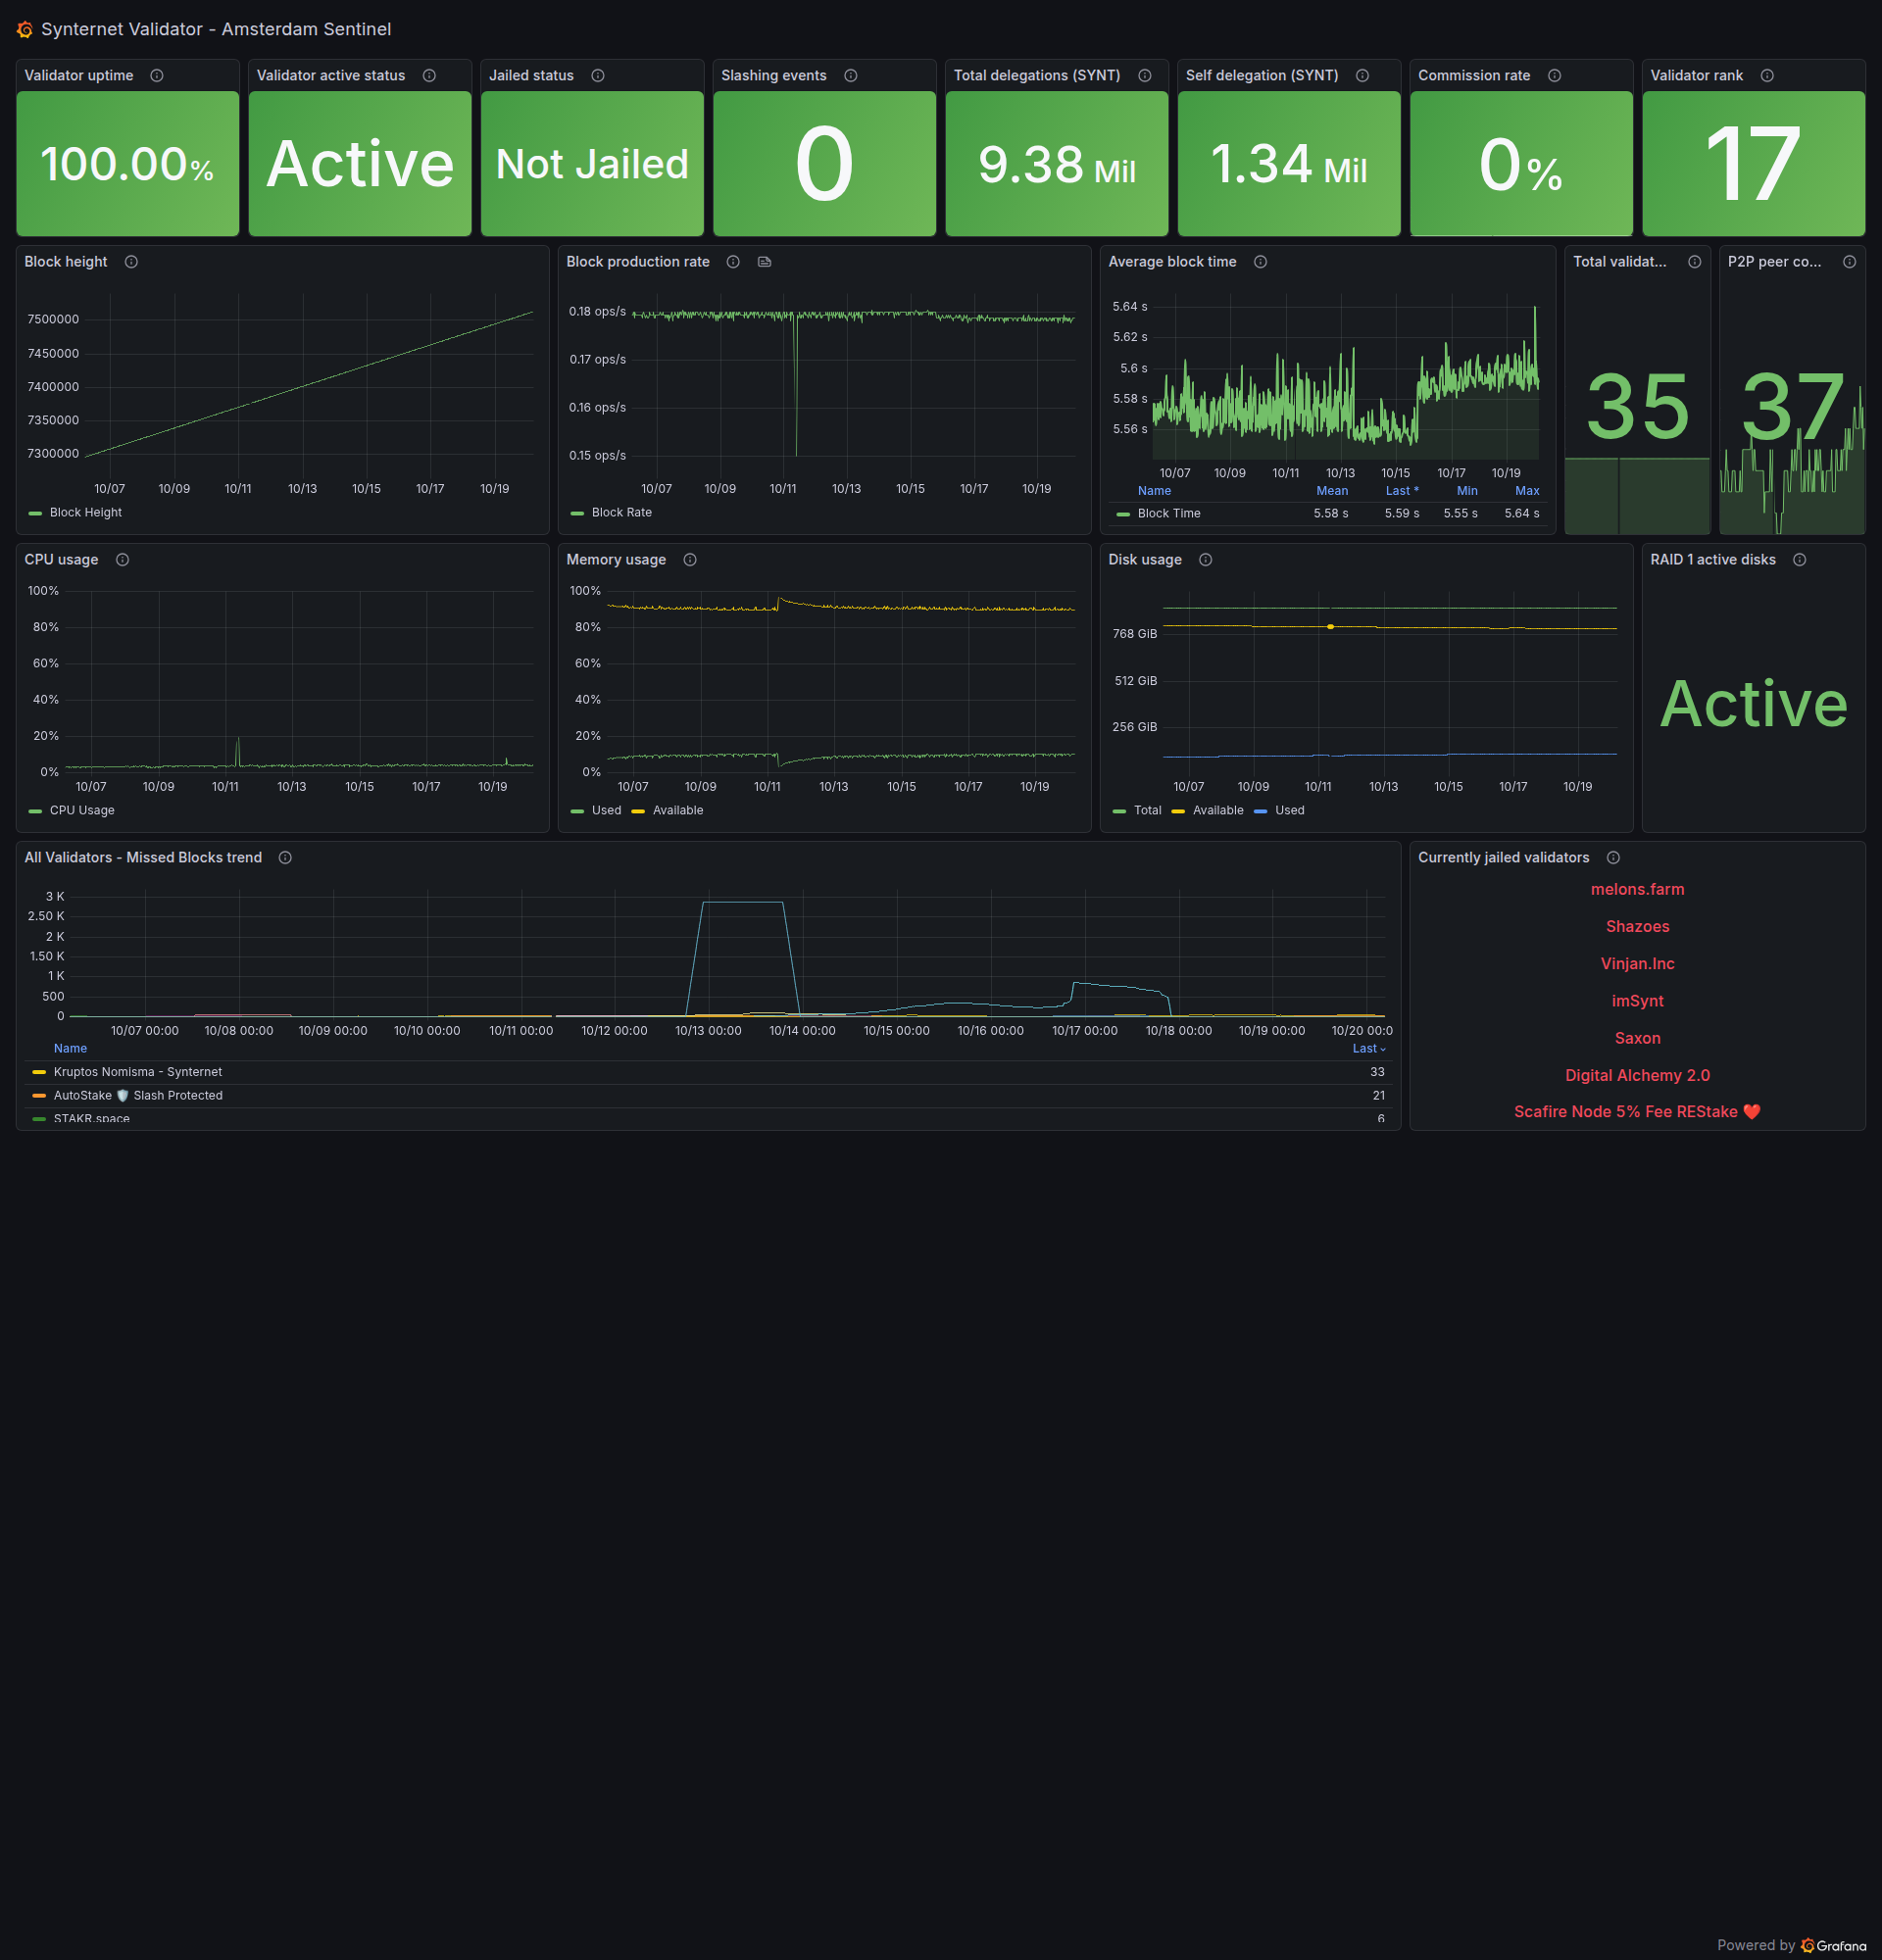 Synternet Validator - Amsterdam Sentinel
Validator uptime
100.00%
Validator active status
Active
Jailed status
Not Jailed
Slashing events
0
Total delegations (SYNT)
9.38 Mil
Self delegation (SYNT)
1.34 Mil
Commission rate
0%
Validator rank
17
Block height
7500000
7450000
7400000
7350000
7300000
10/07 10/09 10/11 10/13 10/15 10/17 10/19
Block Height
Block production rate
0.18 ops/s
0.17 ops/s
0.16 ops/s
0.15 ops/s
10/07 10/09 10/11 10/13 10/15 10/17 10/19
Block Rate
Average block time
5.64 s
5.62 s
5.6 s
5.58 s
5.56 s
10/07 10/09 10/11 10/13 10/15 10/17 10/19
Name Mean Last * Min Max
Block Time 5.58 s 5.59 s 5.55 s 5.64 s
Total validat...
35
P2P peer co...
37
CPU usage
100%
80%
60%
40%
20%
0%
10/07 10/09 10/11 10/13 10/15 10/17 10/19
CPU Usage
Memory usage
100%
80%
60%
40%
20%
0%
10/07 10/09 10/11 10/13 10/15 10/17 10/19
Used Available
Disk usage
768 GiB
512 GiB
256 GiB
10/07 10/09 10/11 10/13 10/15 10/17 10/19
Total Available Used
RAID 1 active disks
Active
All Validators - Missed Blocks trend
3 K
2.50 K
2 K
1.50 K
1 K
500
0
10/07 00:00 10/08 00:00 10/09 00:00 10/10 00:00 10/11 00:00 10/12 00:00 10/13 00:00 10/14 00:00 10/15 00:00 10/16 00:00 10/17 00:00 10/18 00:00 10/19 00:00 10/20 00:0
Name Last
Kruptos Nomisma - Synternet 33
AutoStake 🛡️ Slash Protected 21
STAKR.space 6
Currently jailed validators
melons.farm
Shazoes
Vinjan.Inc
imSynt
Saxon
Digital Alchemy 2.0
Scafire Node 5% Fee REStake ❤️
Powered by Grafana